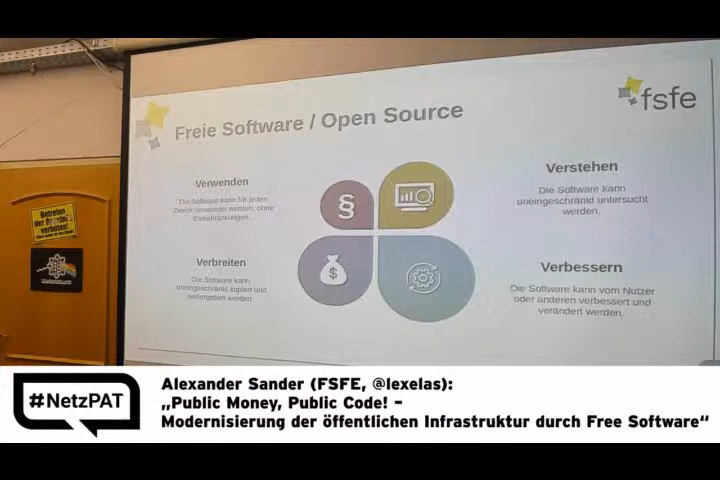 Freie Software / Open Source
fsfe
Verwenden
Die Software kann für jeden
Zweck verwendet werden, ohne
Einschränkungen.
Verstehen
Die Software kann
uneingeschränkt untersucht
werden.
§
Verbreiten
Die Software kann
uneingeschränkt kopiert und
weitergeben werden
$
Verbessern
Die Software kann vom Nutzer
oder anderen verbessert und
verändert werden.
Betreten
der
verboten!
#NetzPAT
Alexander Sander (FSFE, @lexelas):
„Public Money, Public Code! –
Modernisierung der öffentlichen Infrastruktur durch Free Software“